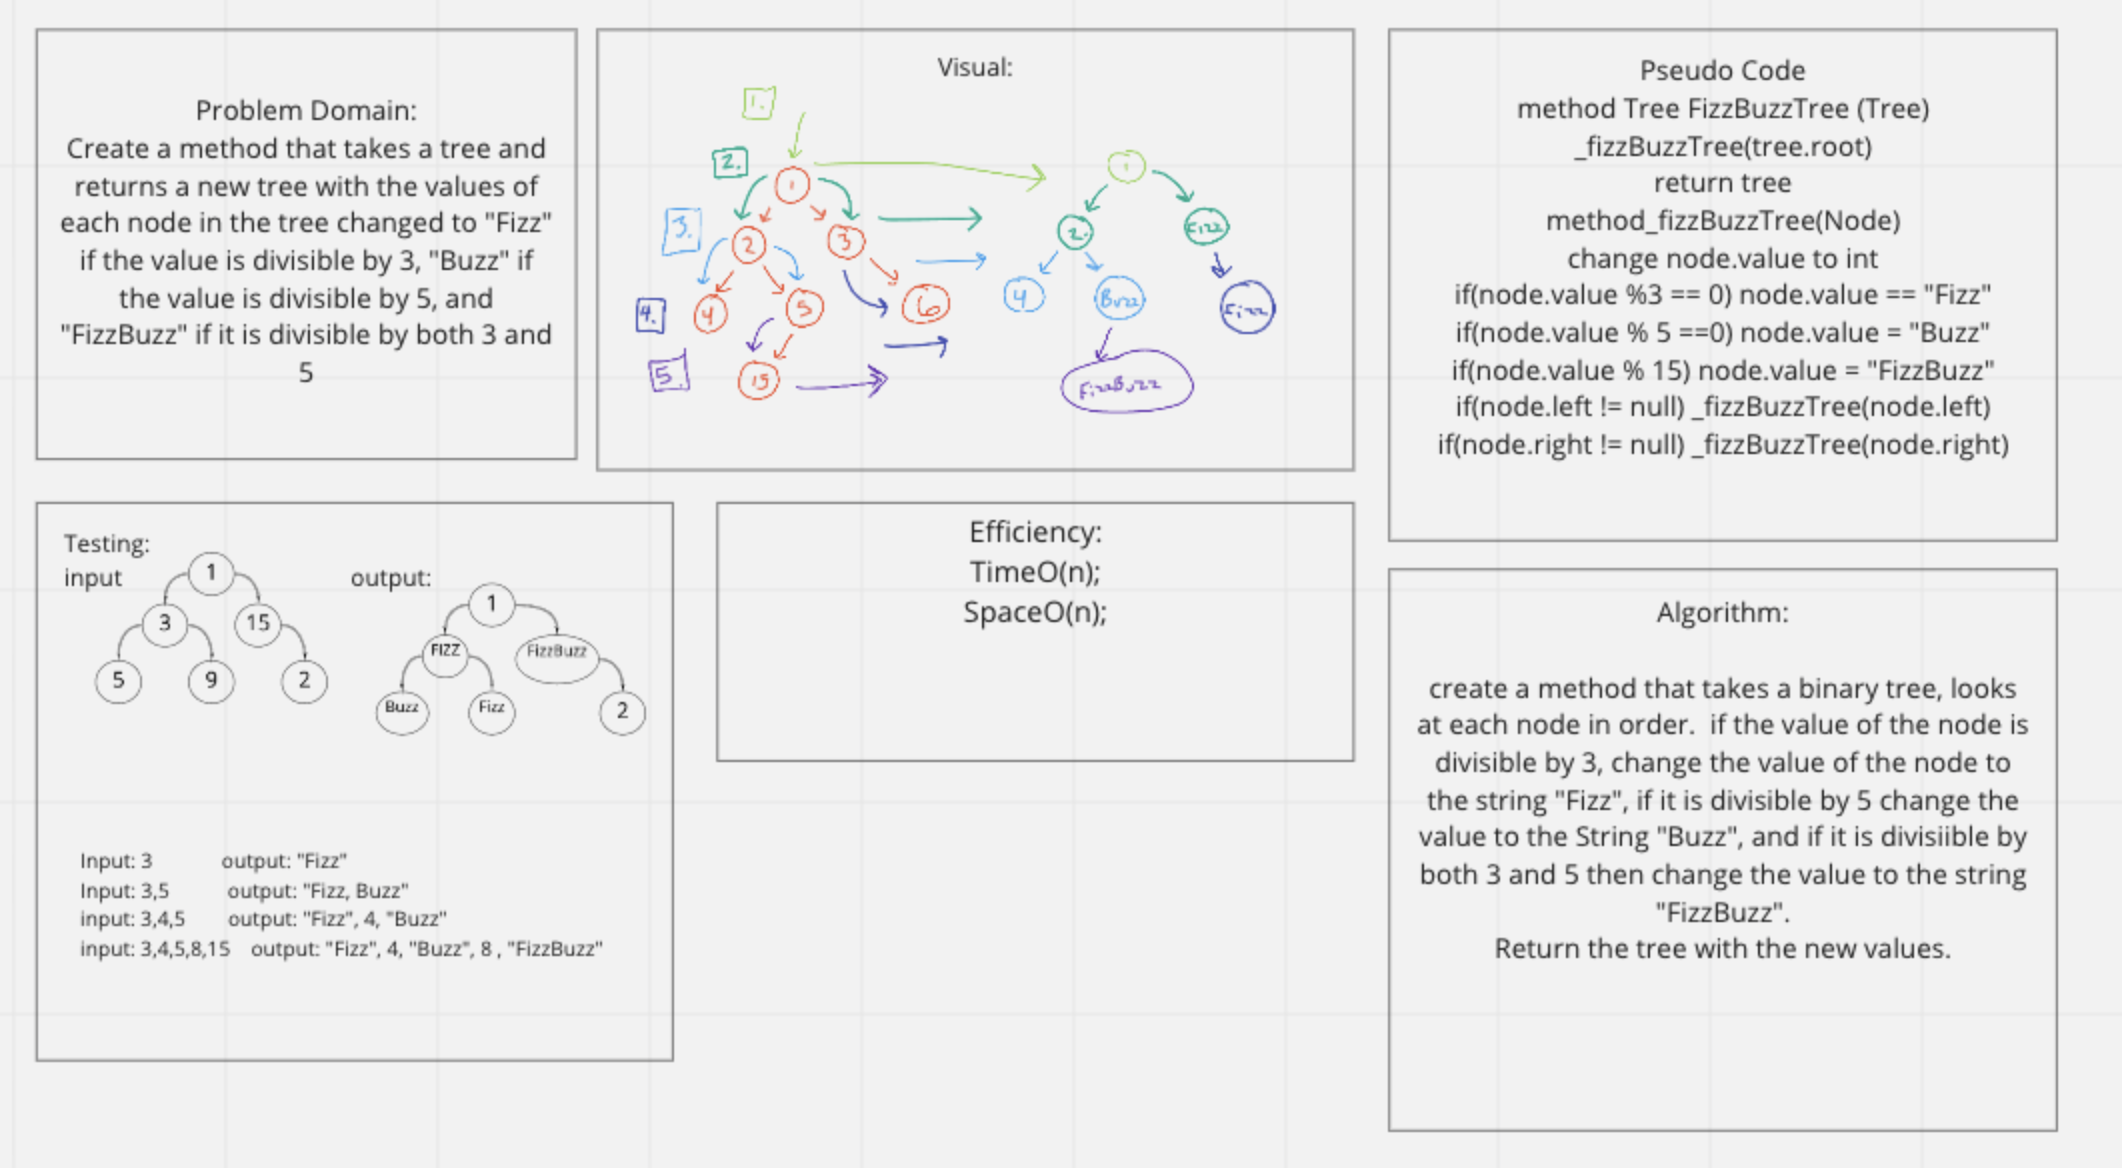 Problem Domain:
Create a method that takes a tree and
returns a new tree with the values of
each node in the tree changed to "Fizz"
if the value is divisible by 3, "Buzz" if
the value is divisible by 5, and
"FizzBuzz" if it is divisible by both 3 and
5
Visual:
1.
2.
3.
4.
5.
1
2
3
4
5
6
15
1
2
Fizz
4
Buzz
Fizz
FizzBuzz
Pseudo Code
method Tree FizzBuzzTree (Tree)
_fizzBuzzTree(tree.root)
return tree
method_fizzBuzzTree(Node)
change node.value to int
if(node.value %3 == 0) node.value == "Fizz"
if(node.value % 5 ==0) node.value = "Buzz"
if(node.value % 15) node.value = "FizzBuzz"
if(node.left != null) _fizzBuzzTree(node.left)
if(node.right != null) _fizzBuzzTree(node.right)
Testing:
input
1
3
15
5
9
2
output:
1
FIZZ
FizzBuzz
Buzz
Fizz
2
Input: 3 output: "Fizz"
Input: 3,5 output: "Fizz, Buzz"
input: 3,4,5 output: "Fizz", 4, "Buzz"
input: 3,4,5,8,15 output: "Fizz", 4, "Buzz", 8 , "FizzBuzz"
Efficiency:
TimeO(n);
SpaceO(n);
Algorithm:
create a method that takes a binary tree, looks
at each node in order. if the value of the node is
divisible by 3, change the value of the node to
the string "Fizz", if it is divisible by 5 change the
value to the String "Buzz", and if it is divisiible by
both 3 and 5 then change the value to the string
"FizzBuzz".
Return the tree with the new values.